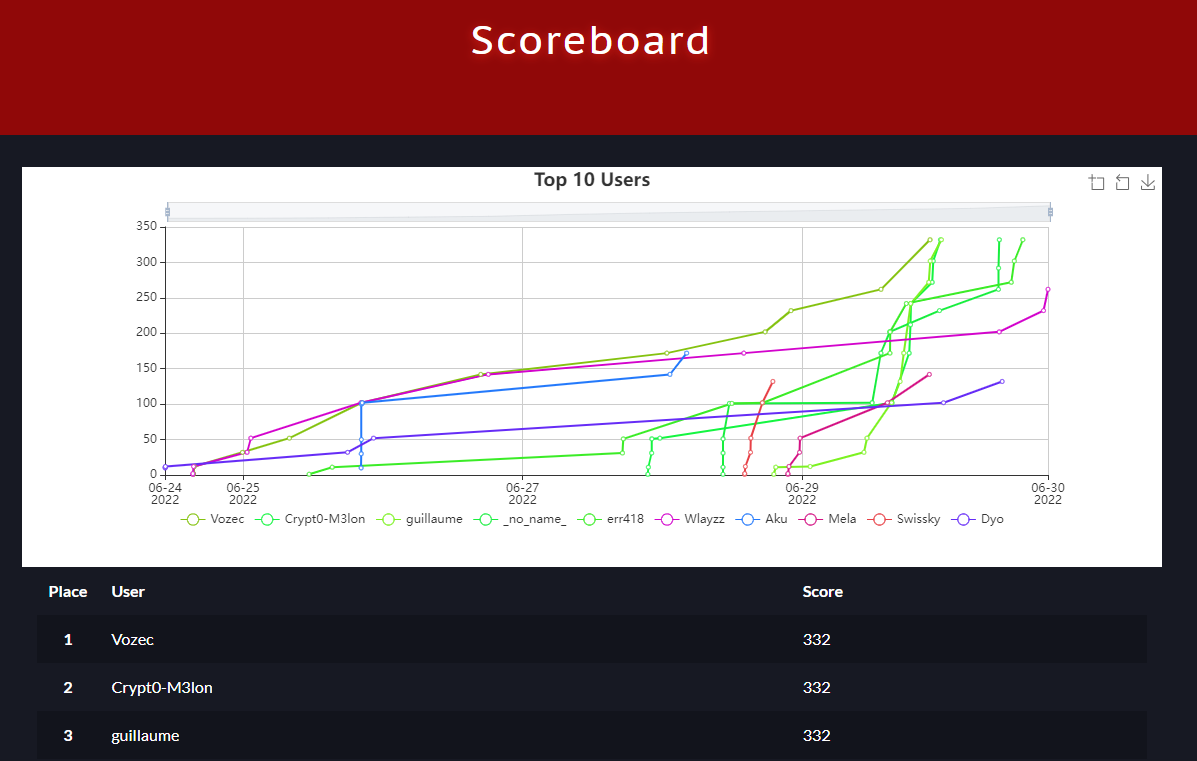 Scoreboard
Top 10 Users
350
300
250
200
150
100
50
0
06-24 06-25 06-27 06-29 06-30
2022 2022 2022 2022 2022
Vozec Crypt0-M3lon guillaume _no_name_ err418 Wlayzz Aku Mela Swissky Dyo
Place User Score
1 Vozec 332
2 Crypt0-M3lon 332
3 guillaume 332